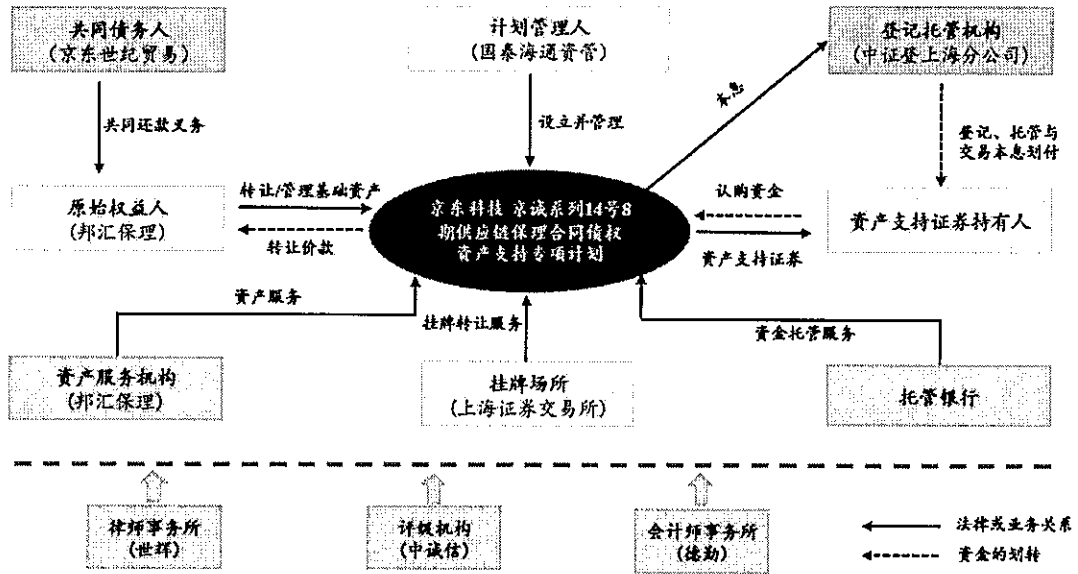 共同债务人
(京东世纪贸易)
计划管理人
(国泰海通资管)
登记托管机构
(中证登上海分公司)
共同还款义务
设立并管理
本息
登记、托管与
交易本息划付
原始权益人
(邦汇保理)
转让/管理基础资产
转让价款
京东科技 京诚系列14号8
期供应链保理合同债权
资产支持专项计划
认购资金
资产支持证券
资产支持证券持有人
资产服务
挂牌转让服务
资金托管服务
资产服务机构
(邦汇保理)
挂牌场所
(上海证券交易所)
托管银行
律师事务所
(世辉)
评级机构
(中诚信)
会计师事务所
(德勤)
法律或业务关系
资金的划转